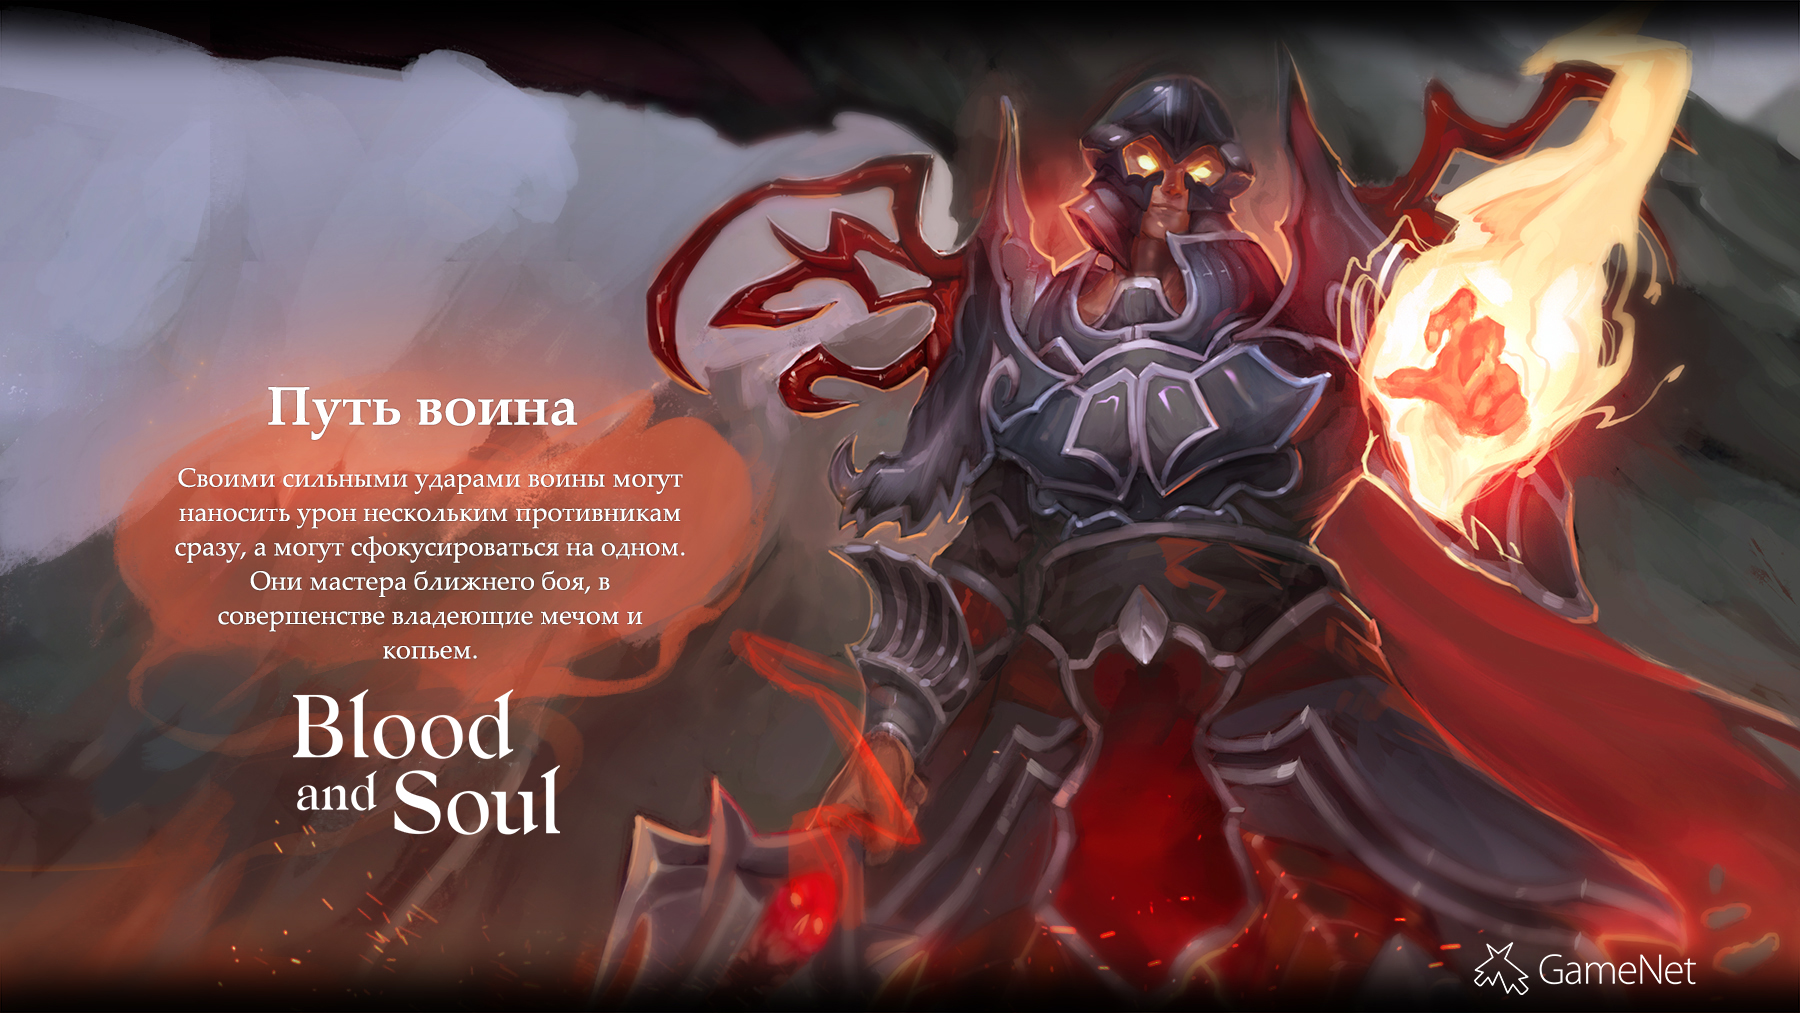 Путь воина
Своими сильными ударами воины могут
наносить урон нескольким противникам
сразу, а могут сфокусироваться на одном.
Они мастера ближнего боя, в
совершенстве владеющие мечом и
копьем.
Blood
and Soul
GameNet